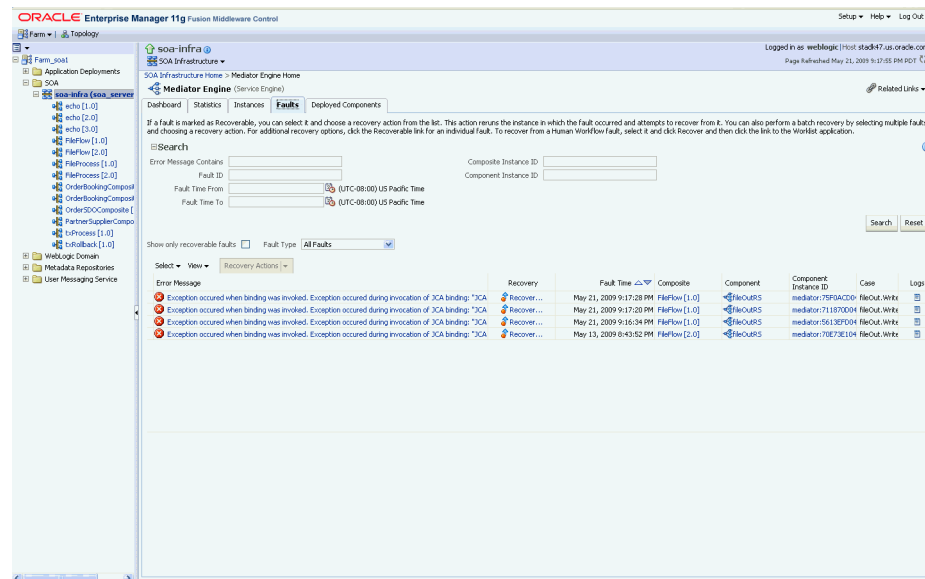 ORACLE Enterprise Manager 11g Fusion Middleware Control
Setup Help Log Out
Farm Topology
Farm_soa1
Application Deployments
SOA
soa-infra (soa_server
echo [1.0]
echo [2.0]
echo [3.0]
FileFlow [1.0]
FileFlow [2.0]
FileProcess [1.0]
FileProcess [2.0]
OrderBookingComposi
OrderBookingComposi
OrderSDOComposite [
PartnerSupplierCompo
txProcess [1.0]
txRollback [1.0]
WebLogic Domain
Metadata Repositories
User Messaging Service
soa-infra
Logged in as weblogic|Host stadk47.us.oracle.com
SOA Infrastructure
Page Refreshed May 21, 2009 9:17:55 PM PDT
SOA Infrastructure Home > Mediator Engine Home
Mediator Engine (Service Engine)
Related Links
Dashboard Statistics Instances Faults Deployed Components
If a fault is marked as Recoverable, you can select it and choose a recovery action from the list. This action reruns the instance in which the fault occurred and attempts to recover from it. You can also perform a batch recovery by selecting multiple faults
and choosing a recovery action. For additional recovery options, click the Recoverable link for an individual fault. To recover from a Human Workflow fault, select it and click Recover and then click the link to the Worklist application.
Search
Error Message Contains Composite Instance ID
Fault ID Component Instance ID
Fault Time From (UTC-08:00) US Pacific Time
Fault Time To (UTC-08:00) US Pacific Time
Search Reset
Show only recoverable faults Fault Type All Faults
Select View Recovery Actions
Error Message Recovery Fault Time Composite Component Component Instance ID Case Logs
Exception occured when binding was invoked. Exception occured during invocation of JCA binding: "JCA Recover... May 21, 2009 9:17:28 PM FileFlow [1.0] fileOutRS mediator:75F0ACD0 fileOut.Write
Exception occured when binding was invoked. Exception occured during invocation of JCA binding: "JCA Recover... May 21, 2009 9:17:20 PM FileFlow [1.0] fileOutRS mediator:711870D04 fileOut.Write
Exception occured when binding was invoked. Exception occured during invocation of JCA binding: "JCA Recover... May 21, 2009 9:16:34 PM FileFlow [1.0] fileOutRS mediator:5613EFD04 fileOut.Write
Exception occured when binding was invoked. Exception occured during invocation of JCA binding: "JCA Recover... May 13, 2009 8:43:52 PM FileFlow [2.0] fileOutRS mediator:70E73E104 fileOut.Write